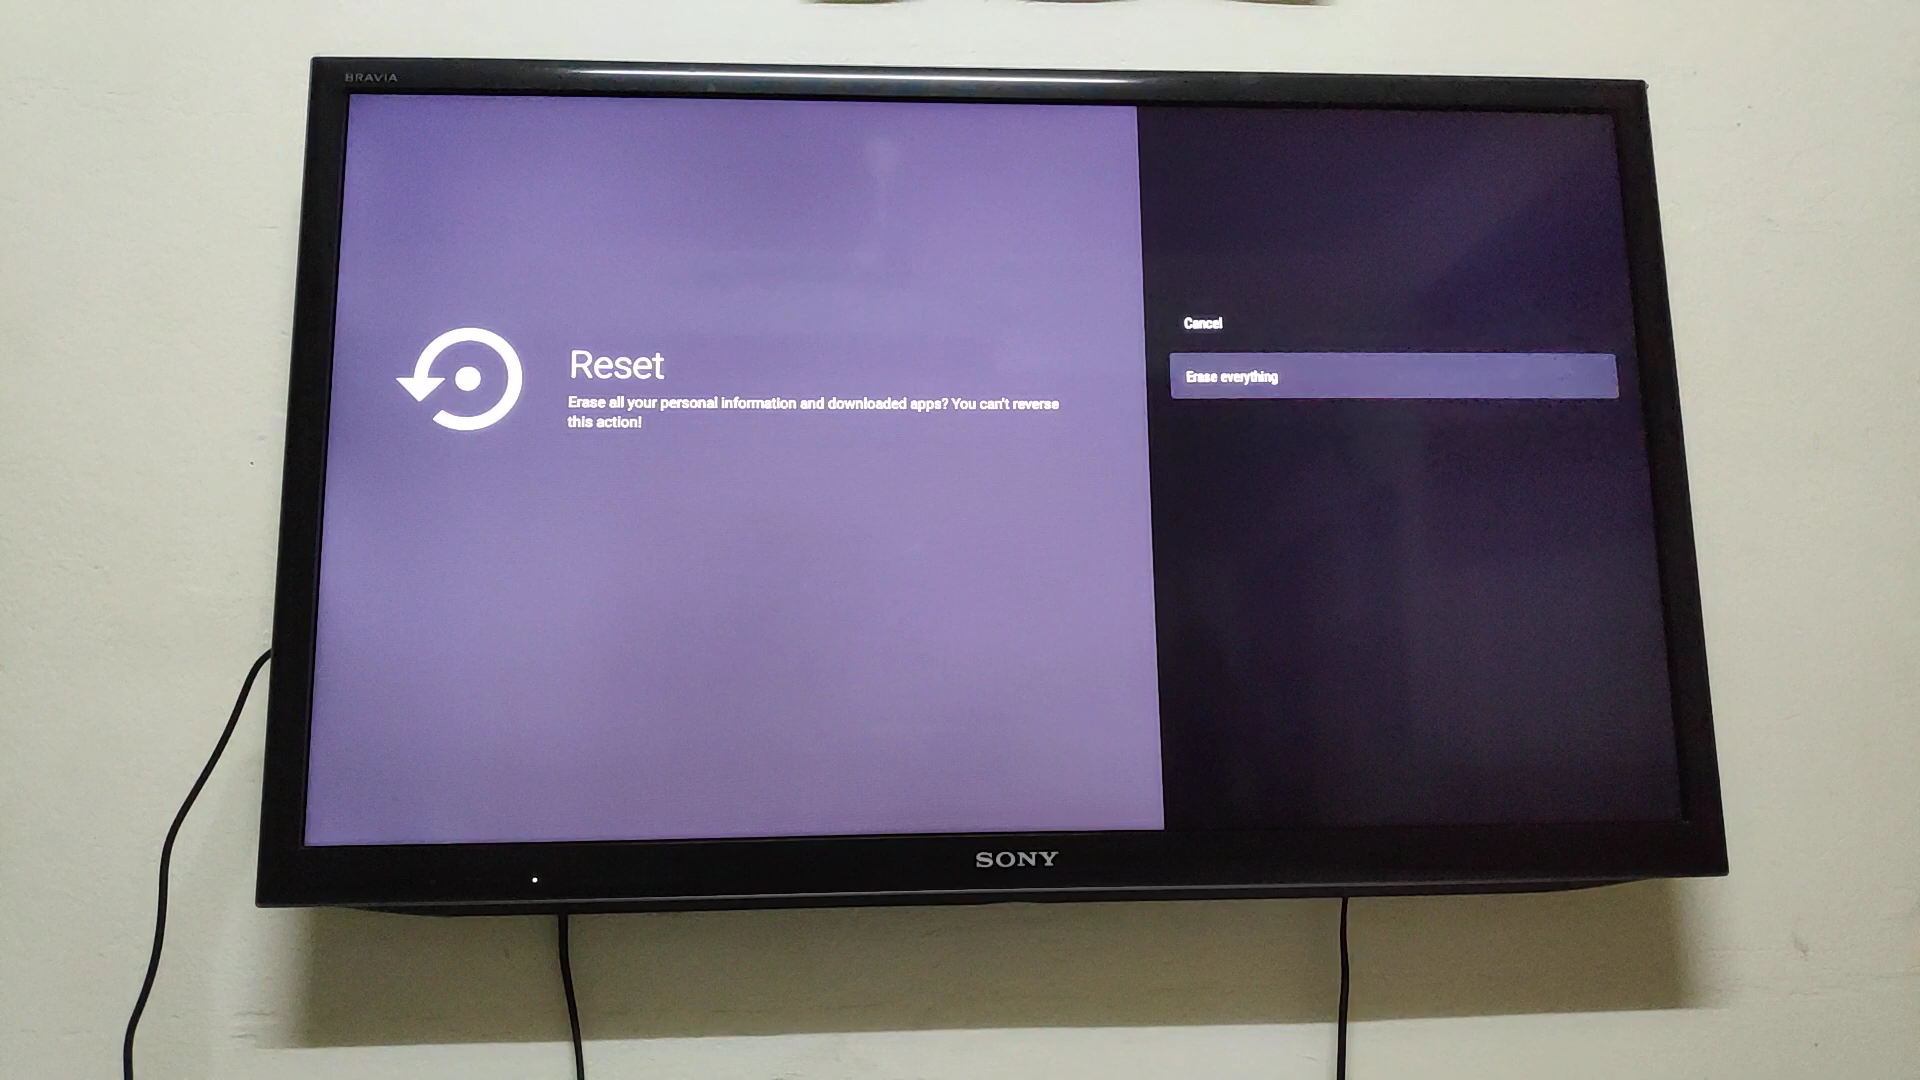 BRAVIA
Reset
Erase all your personal information and downloaded apps? You can't reverse
this action!
Cancel
Erase everything
SONY